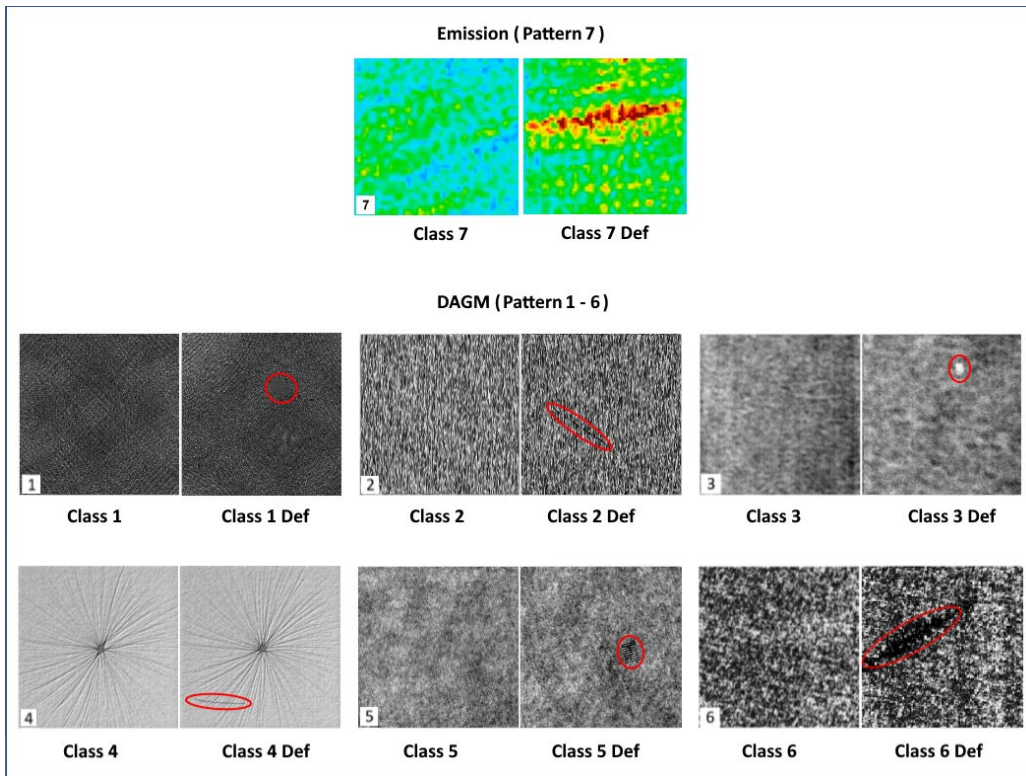 Emission ( Pattern 7 )
7
Class 7
Class 7 Def
DAGM ( Pattern 1 - 6 )
1
2
3
Class 1
Class 1 Def
Class 2
Class 2 Def
Class 3
Class 3 Def
4
5
6
Class 4
Class 4 Def
Class 5
Class 5 Def
Class 6
Class 6 Def